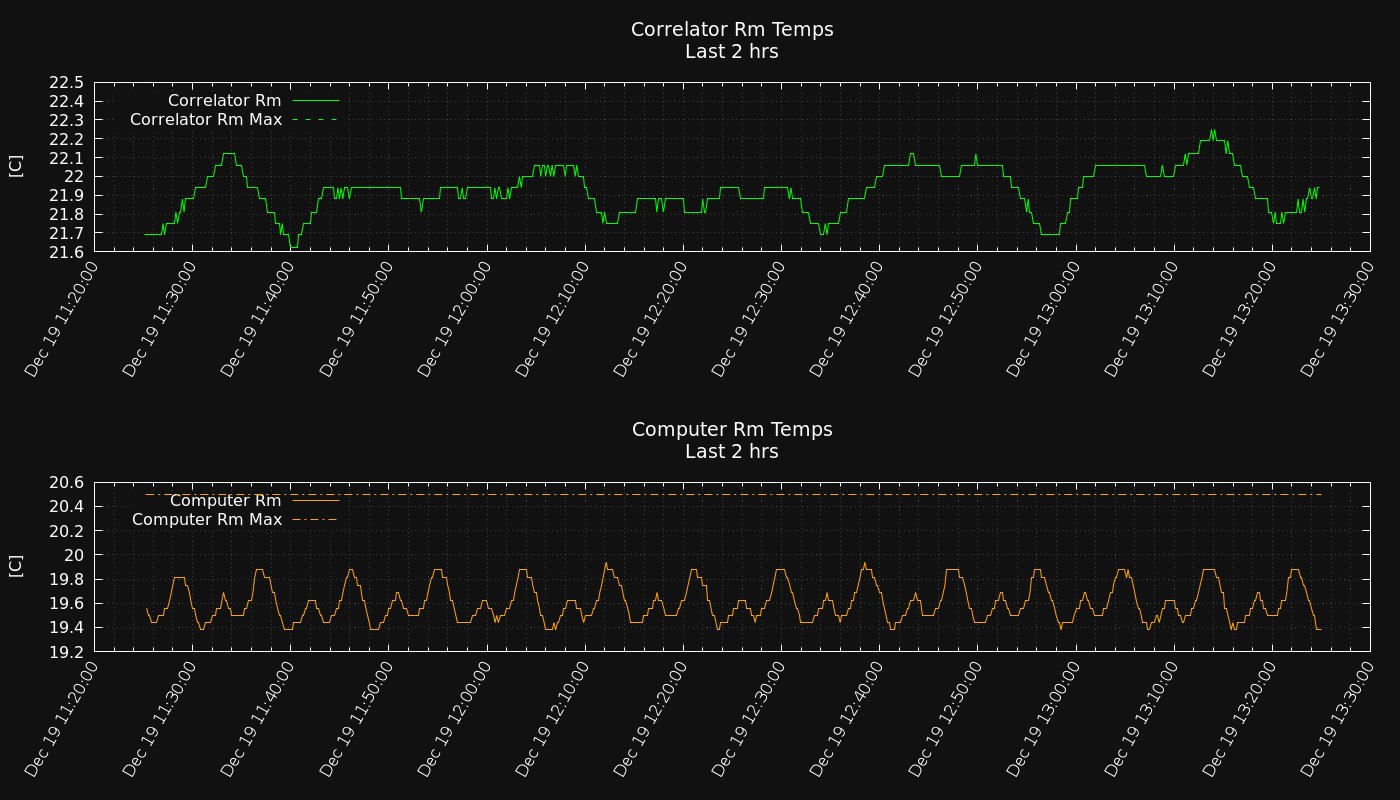 Correlator Rm Temps
Last 2 hrs
[C]
22.5
22.4
22.3
22.2
22.1
22
21.9
21.8
21.7
21.6
Correlator Rm
Correlator Rm Max
Dec 19 11:20:00
Dec 19 11:30:00
Dec 19 11:40:00
Dec 19 11:50:00
Dec 19 12:00:00
Dec 19 12:10:00
Dec 19 12:20:00
Dec 19 12:30:00
Dec 19 12:40:00
Dec 19 12:50:00
Dec 19 13:00:00
Dec 19 13:10:00
Dec 19 13:20:00
Dec 19 13:30:00
Computer Rm Temps
Last 2 hrs
[C]
20.6
20.4
20.2
20
19.8
19.6
19.4
19.2
Computer Rm
Computer Rm Max
Dec 19 11:20:00
Dec 19 11:30:00
Dec 19 11:40:00
Dec 19 11:50:00
Dec 19 12:00:00
Dec 19 12:10:00
Dec 19 12:20:00
Dec 19 12:30:00
Dec 19 12:40:00
Dec 19 12:50:00
Dec 19 13:00:00
Dec 19 13:10:00
Dec 19 13:20:00
Dec 19 13:30:00